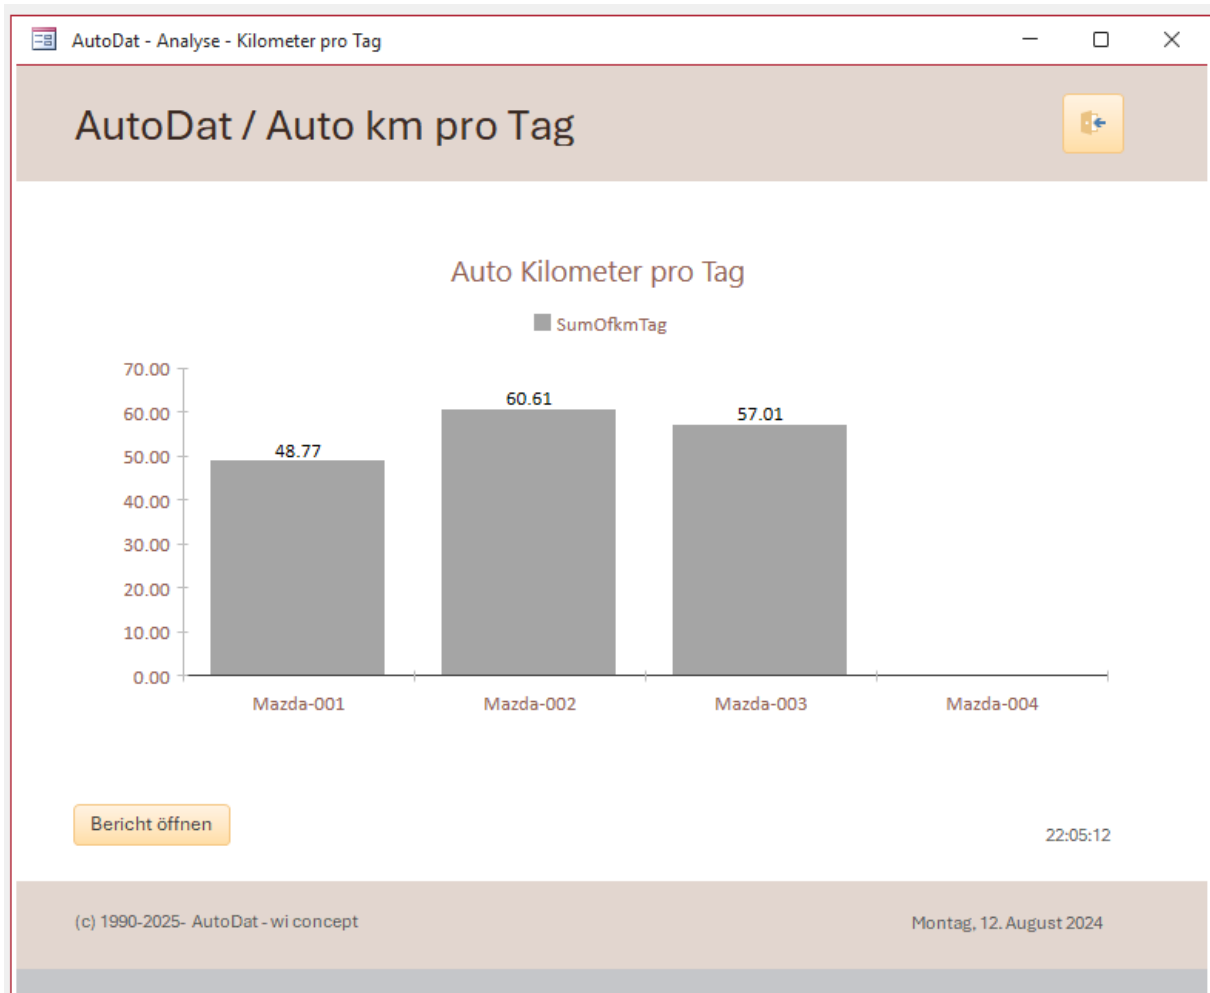 AutoDat - Analyse - Kilometer pro Tag
AutoDat / Auto km pro Tag
Auto Kilometer pro Tag
SumOfkmTag
70.00
60.00
50.00
40.00
30.00
20.00
10.00
0.00
48.77
60.61
57.01
Mazda-001 Mazda-002 Mazda-003 Mazda-004
Bericht öffnen
22:05:12
(c) 1990-2025- AutoDat - wi concept
Montag, 12. August 2024